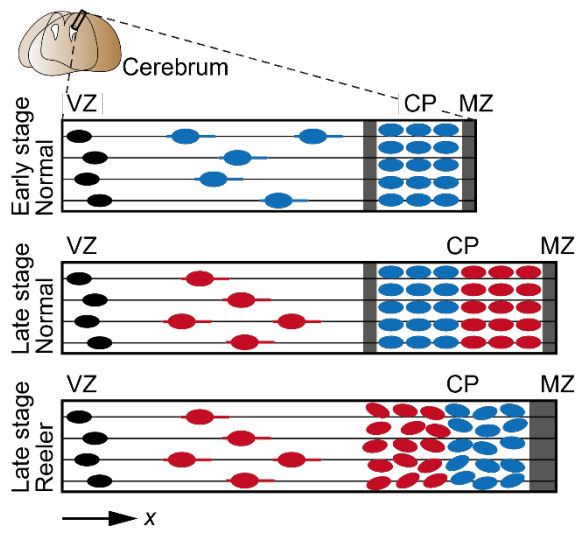 Cerebrum
VZ CP MZ
Early stage
Normal
VZ CP MZ
Late stage
Normal
VZ CP MZ
Late stage
Reeler
x